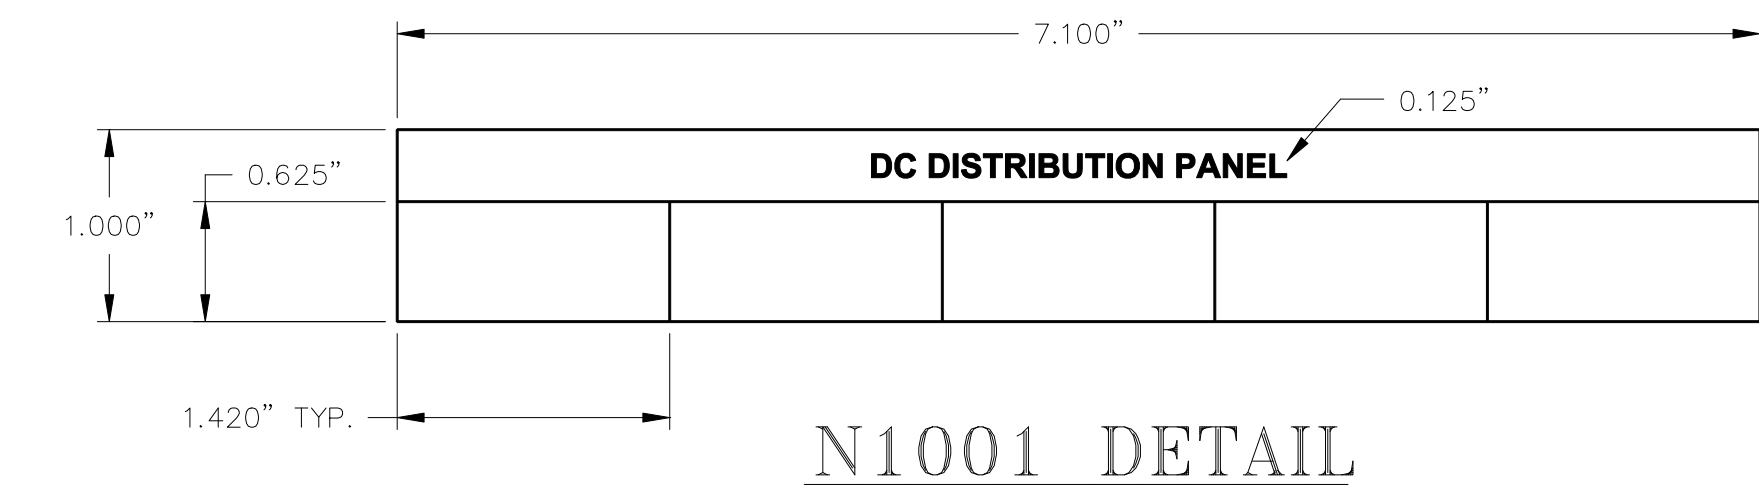 7.100”
0.125”
DC DISTRIBUTION PANEL
0.625”
1.000”
1.420” TYP.
N1001 DETAIL